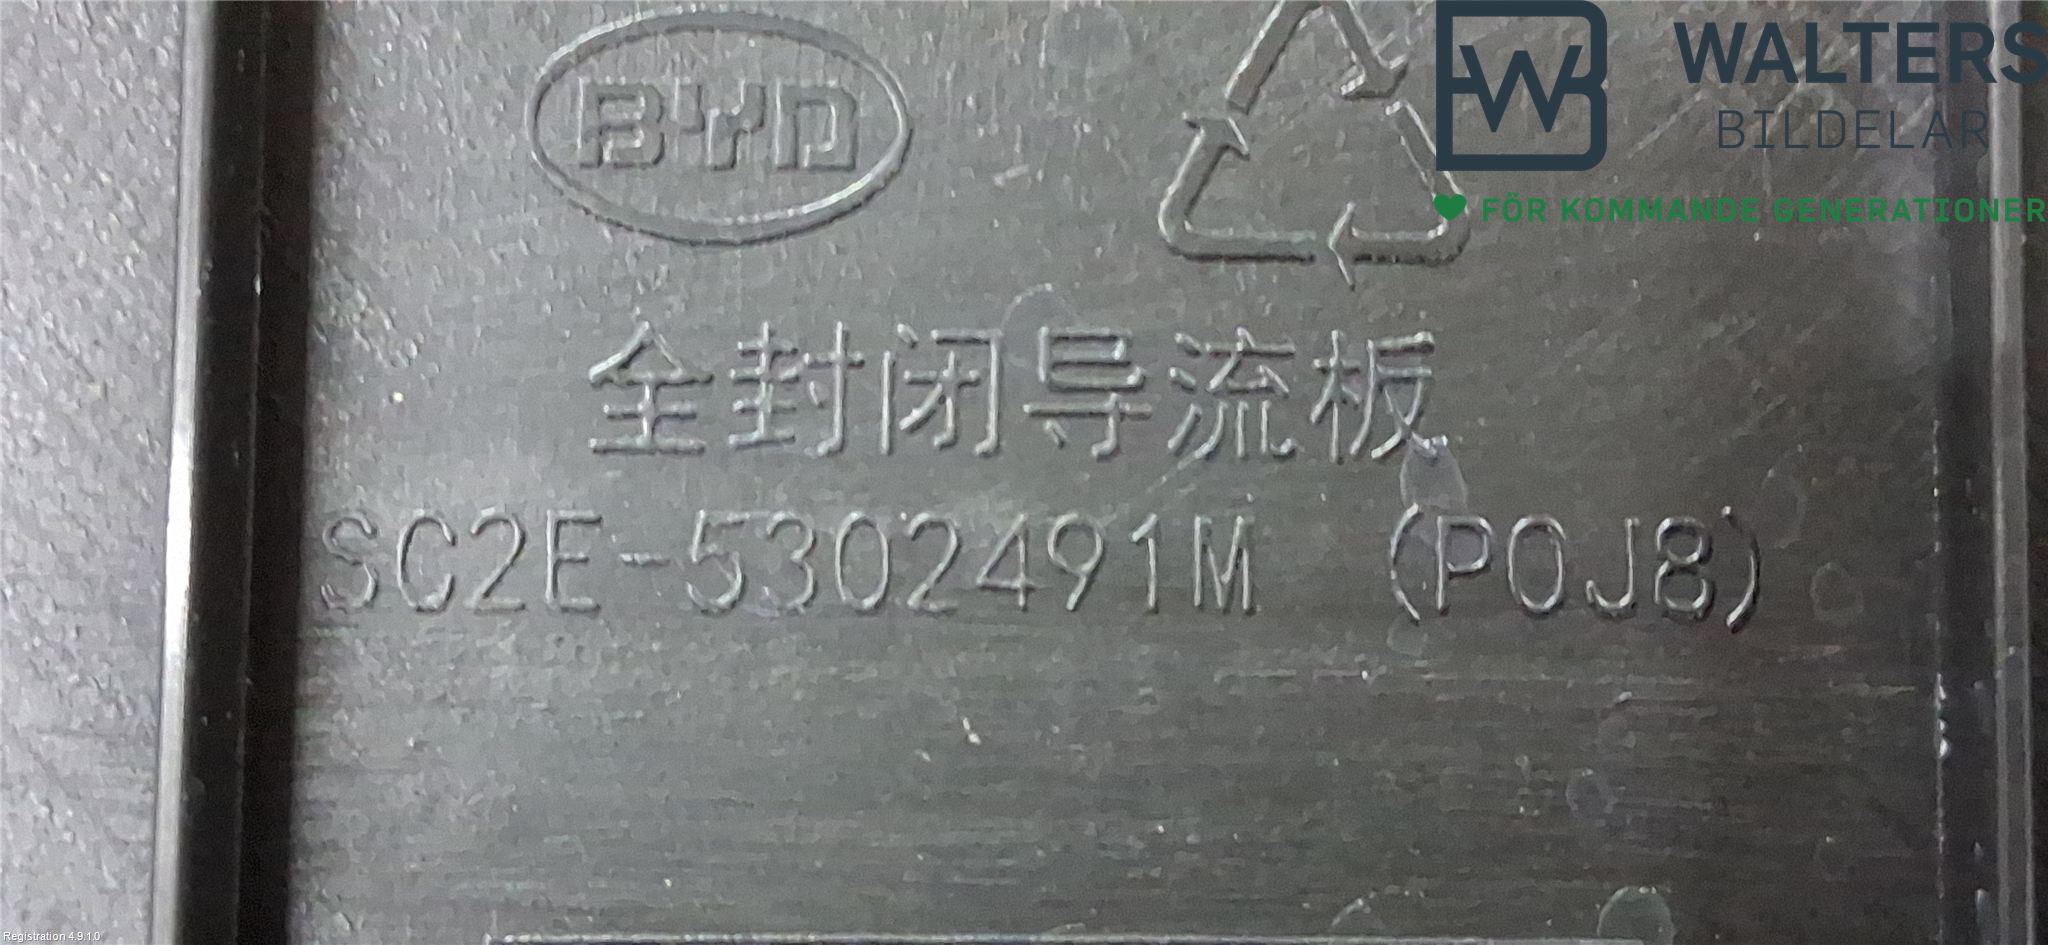 BYD
WALTERS
BILDELAR
FÖR KOMMANDE GENERATIONER
全封闭导流板
SC2E-5302491M (P0J8)
Registration 4.9.1.0